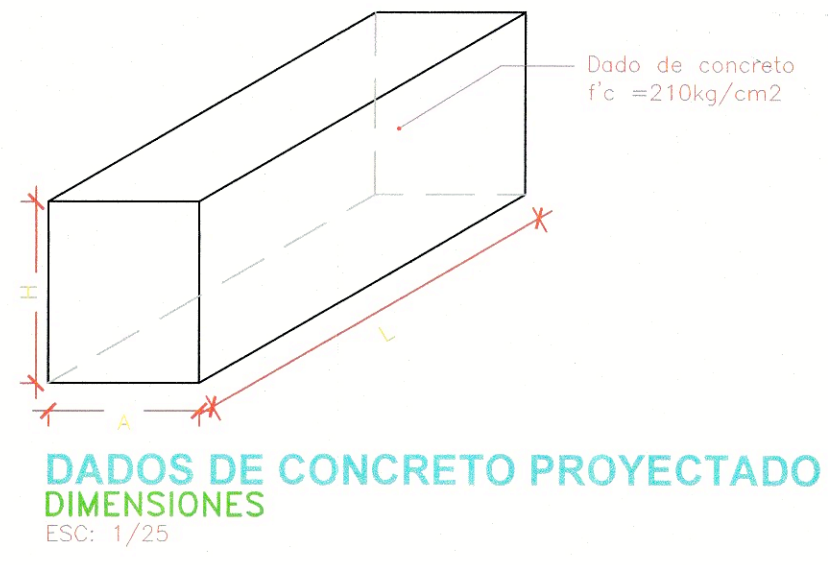 Dado de concreto
f'c =210kg/cm2
H
L
A
DADOS DE CONCRETO PROYECTADO
DIMENSIONES
ESC: 1/25